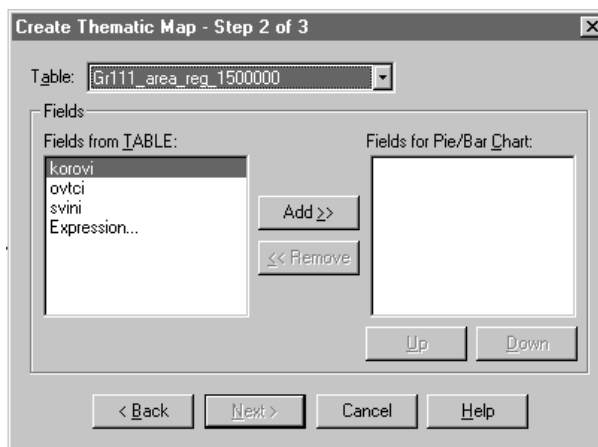 Create Thematic Map - Step 2 of 3
Table: Gr111_area_reg_1500000
Fields
Fields from TABLE:
Fields for Pie/Bar Chart:
korovi
ovtci
svini
Expression...
Add >>
<< Remove
Up
Down
< Back
Next >
Cancel
Help